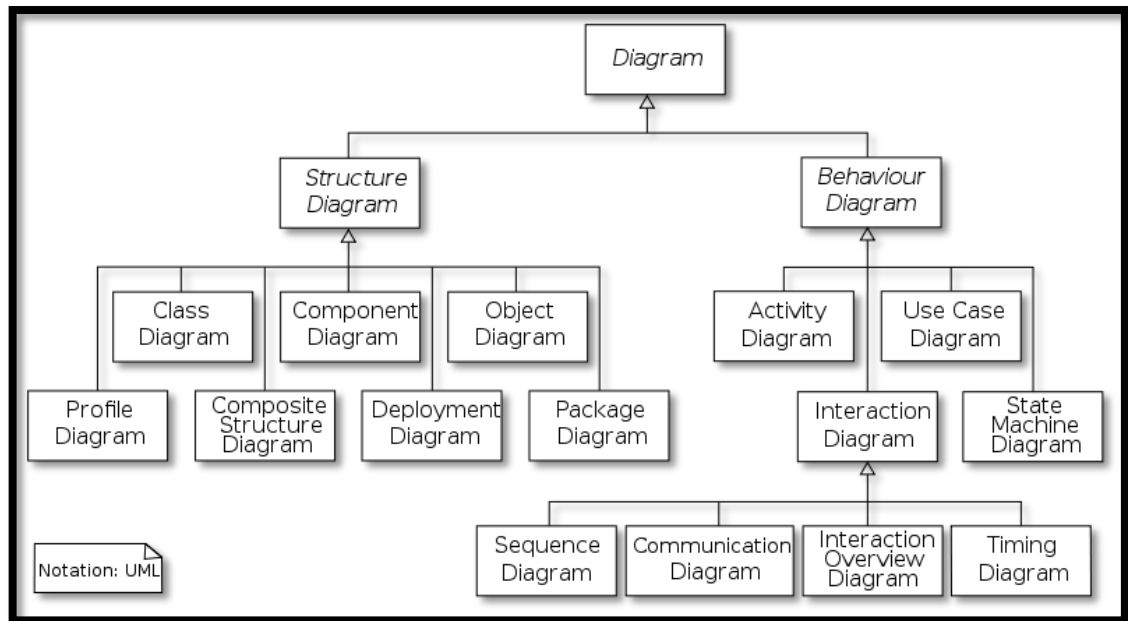 Diagram
Structure
Diagram
Behaviour
Diagram
Class
Diagram
Component
Diagram
Object
Diagram
Activity
Diagram
Use Case
Diagram
Profile
Diagram
Composite
Structure
Diagram
Deployment
Diagram
Package
Diagram
Interaction
Diagram
State
Machine
Diagram
Sequence
Diagram
Communication
Diagram
Interaction
Overview
Diagram
Timing
Diagram
Notation: UML